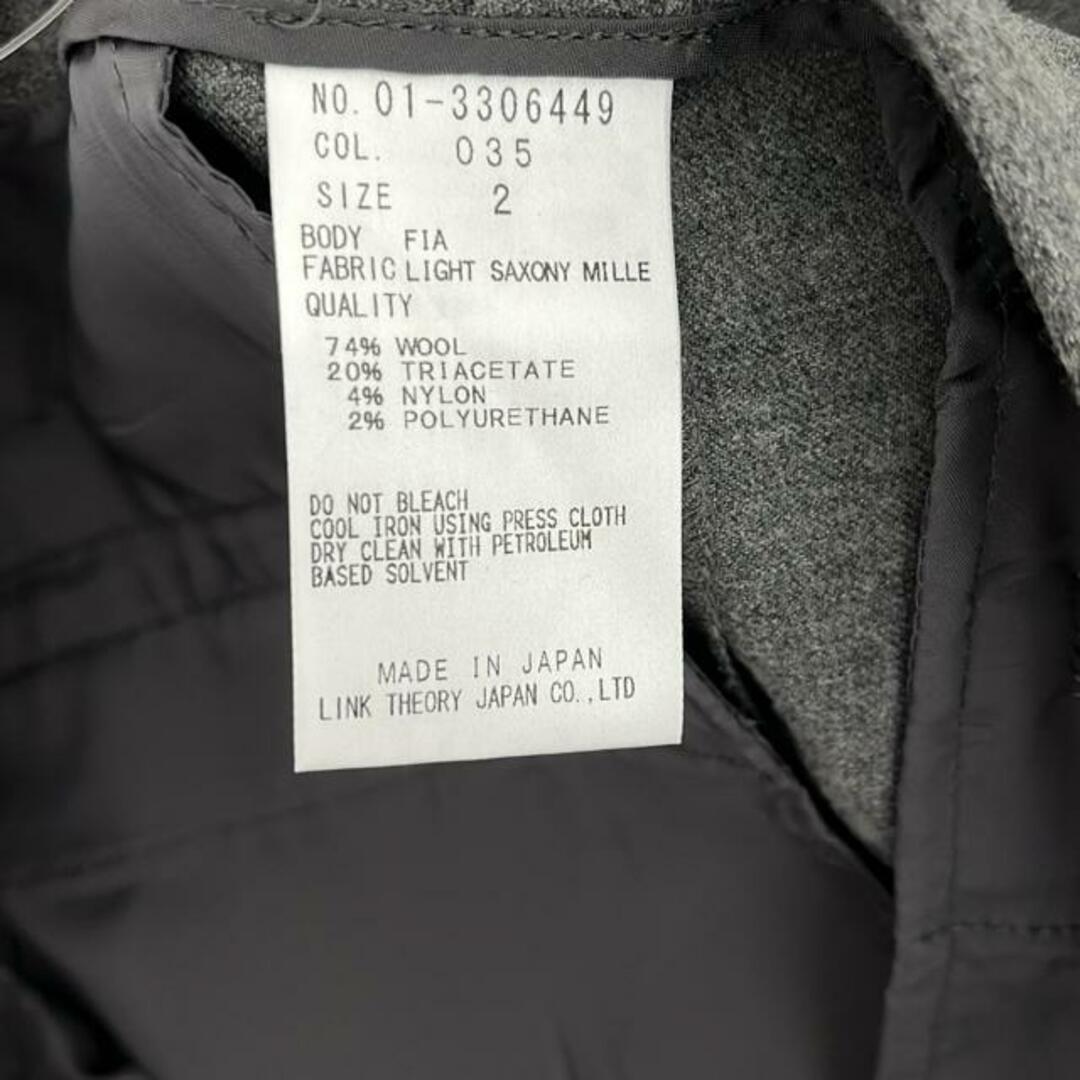 NO. 01-3306449
COL. 035
SIZE 2
BODY FIA
FABRIC LIGHT SAXONY MILLE
QUALITY
74% WOOL
20% TRIACETATE
4% NYLON
2% POLYURETHANE
DO NOT BLEACH
COOL IRON USING PRESS CLOTH
DRY CLEAN WITH PETROLEUM
BASED SOLVENT
MADE IN JAPAN
LINK THEORY JAPAN CO.,LTD